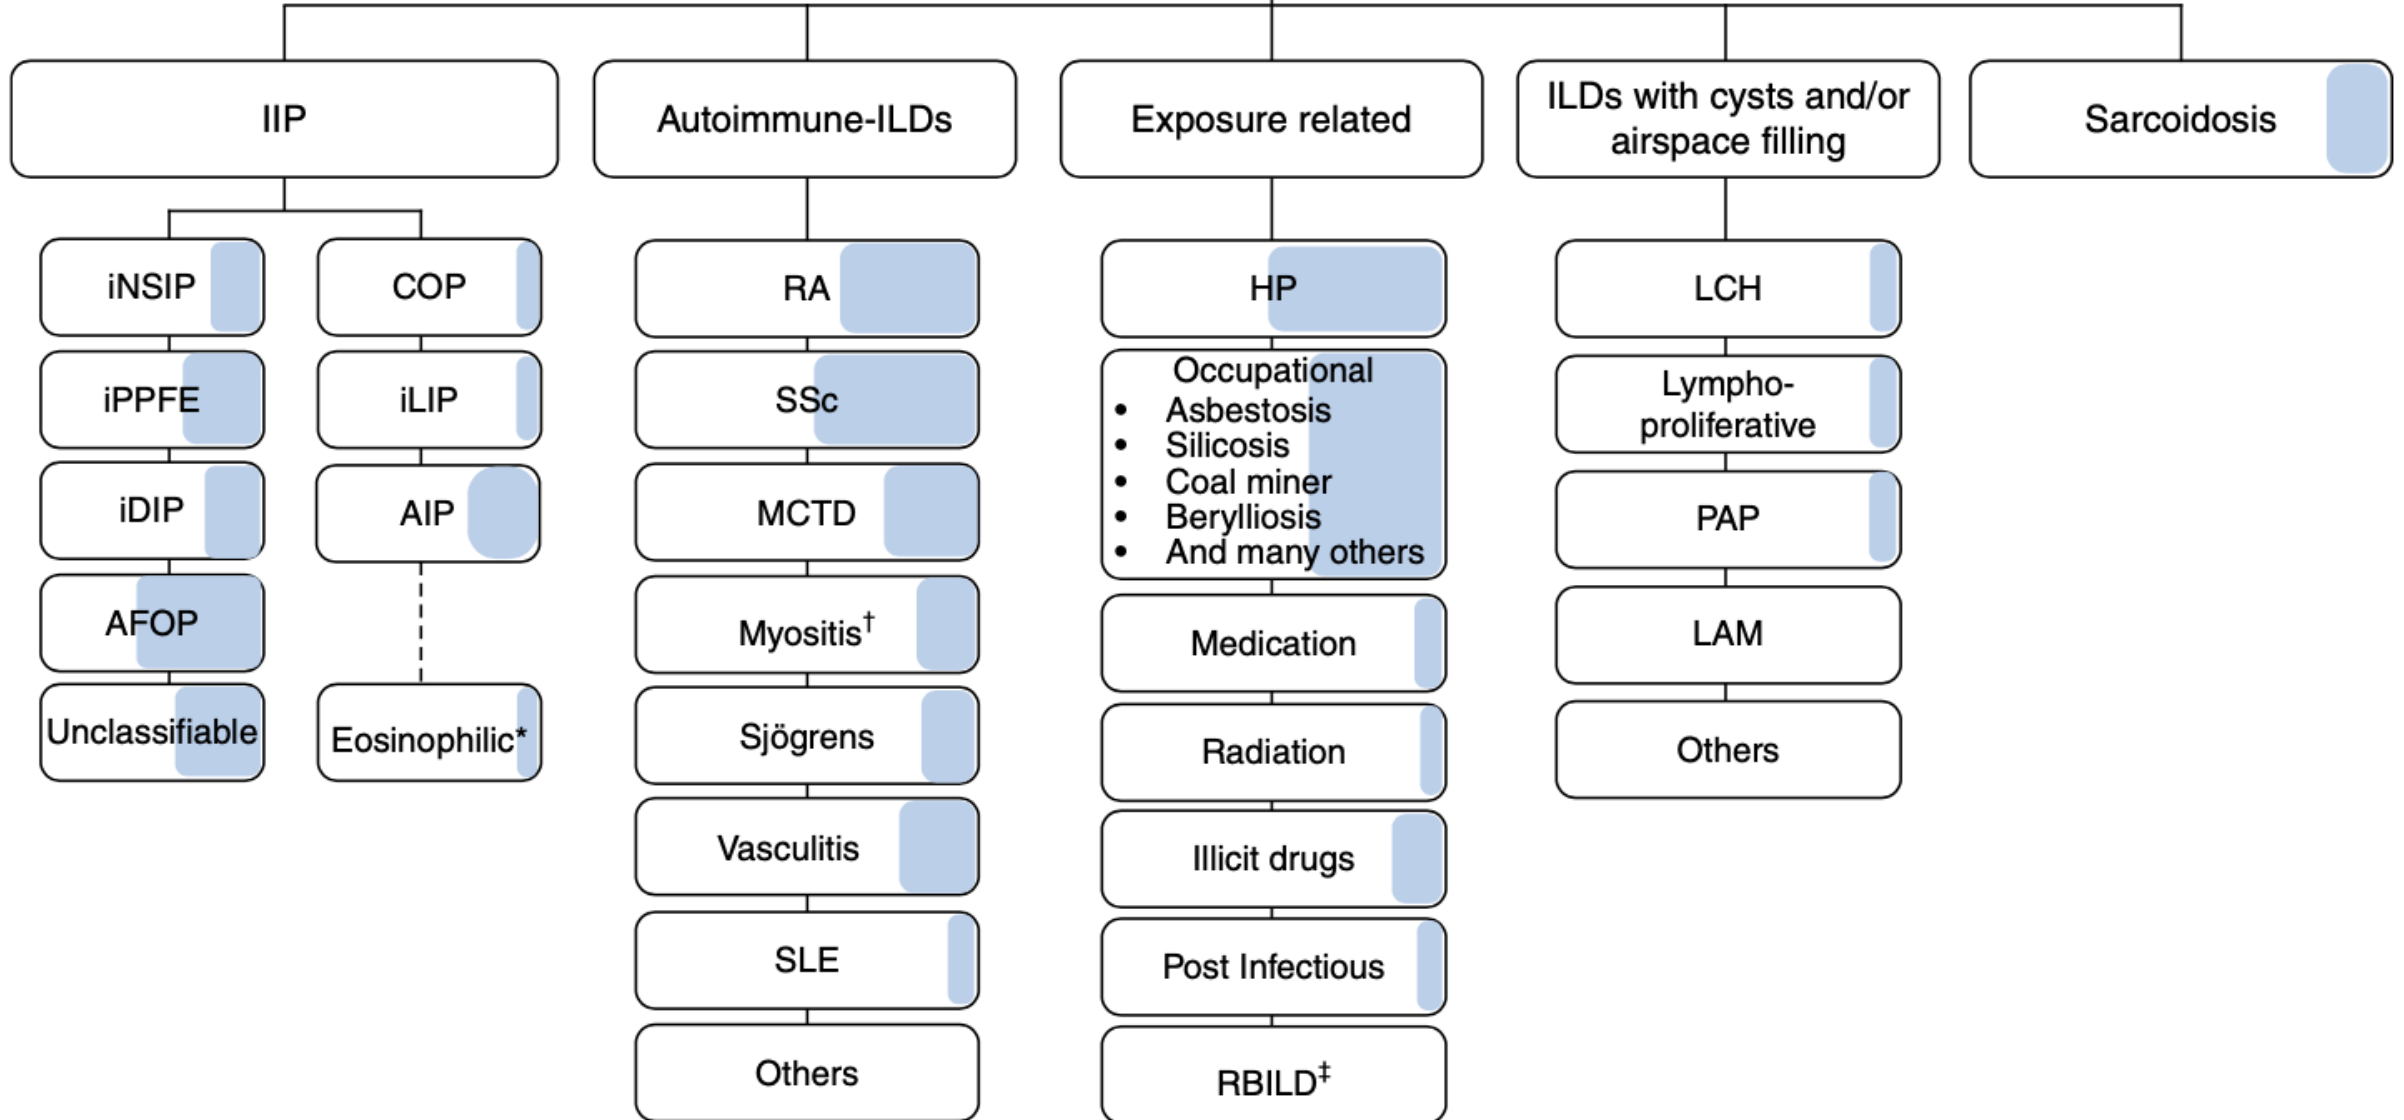 IIP
Autoimmune-ILDs
Exposure related
ILDs with cysts and/or
airspace filling
Sarcoidosis
iNSIP
iPPFE
iDIP
AFOP
Unclassifiable
COP
iLIP
AIP
Eosinophilic*
RA
SSc
MCTD
Myositis†
Sjögrens
Vasculitis
SLE
Others
HP
Occupational
• Asbestosis
• Silicosis
• Coal miner
• Berylliosis
• And many others
Medication
Radiation
Illicit drugs
Post Infectious
RBILD‡
LCH
Lympho-
proliferative
PAP
LAM
Others